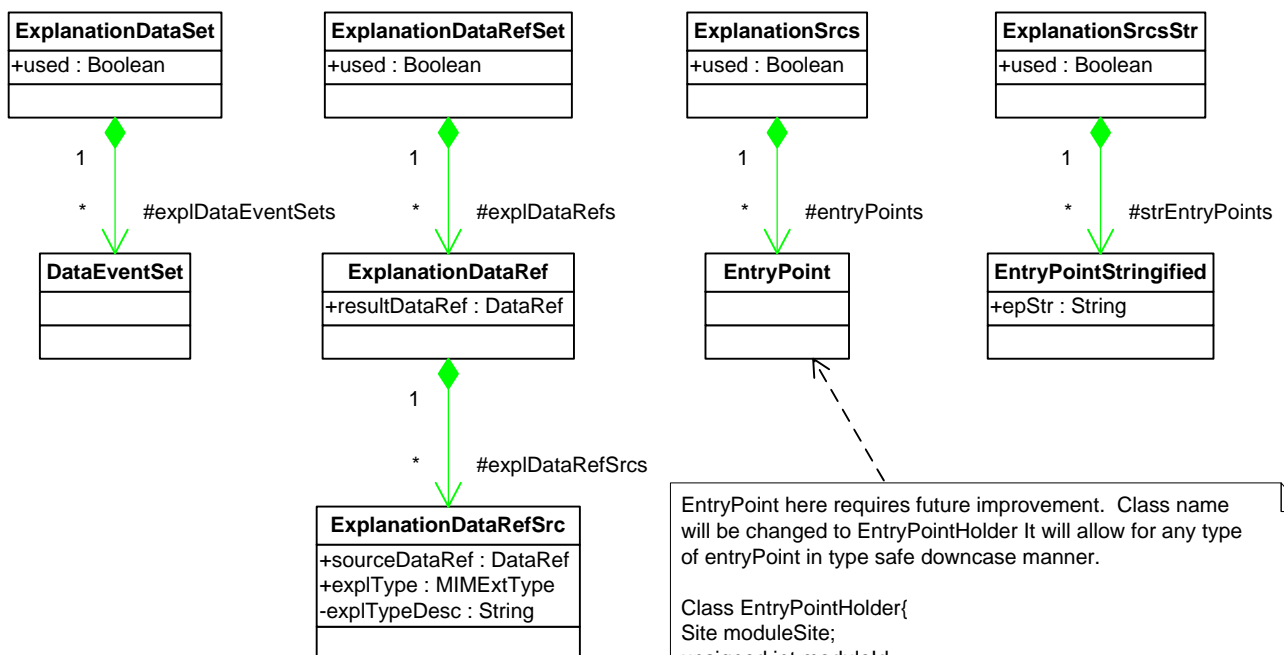 ExplanationDataSet
+used : Boolean
1
*
#explDataEventSets
DataEventSet
ExplanationDataRefSet
+used : Boolean
1
*
#explDataRefs
ExplanationDataRef
+resultDataRef : DataRef
1
*
#explDataRefSrcs
ExplanationDataRefSrc
+sourceDataRef : DataRef
+explType : MIMExtType
-explTypeDesc : String
ExplanationSrcs
+used : Boolean
1
*
#entryPoints
EntryPoint
ExplanationSrcsStr
+used : Boolean
1
*
#strEntryPoints
EntryPointStringified
+epStr : String
EntryPoint here requires future improvement. Class name
will be changed to EntryPointHolder It will allow for any type
of entryPoint in type safe downcase manner.
Class EntryPointHolder{
Site moduleSite;
unsigned int moduleId